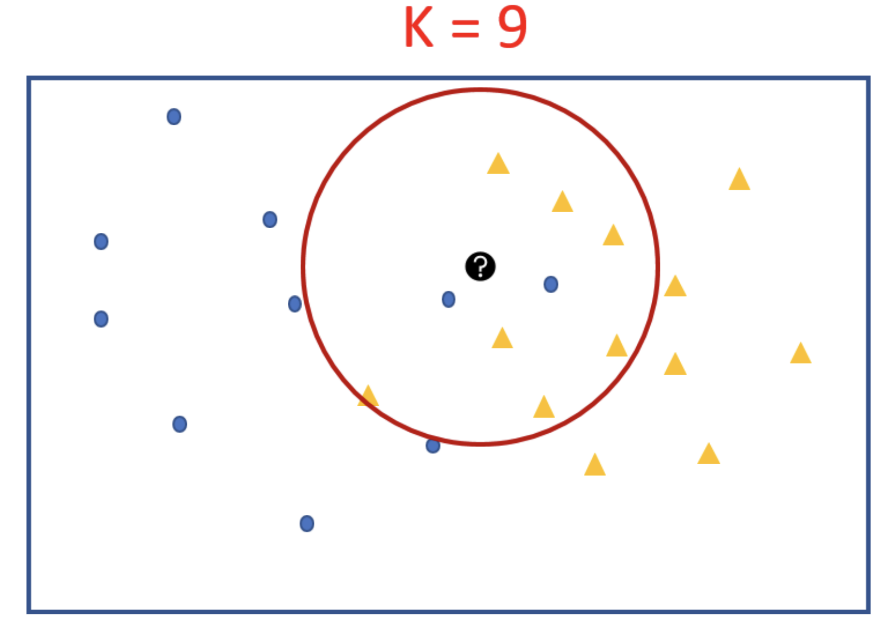 K = 9
?